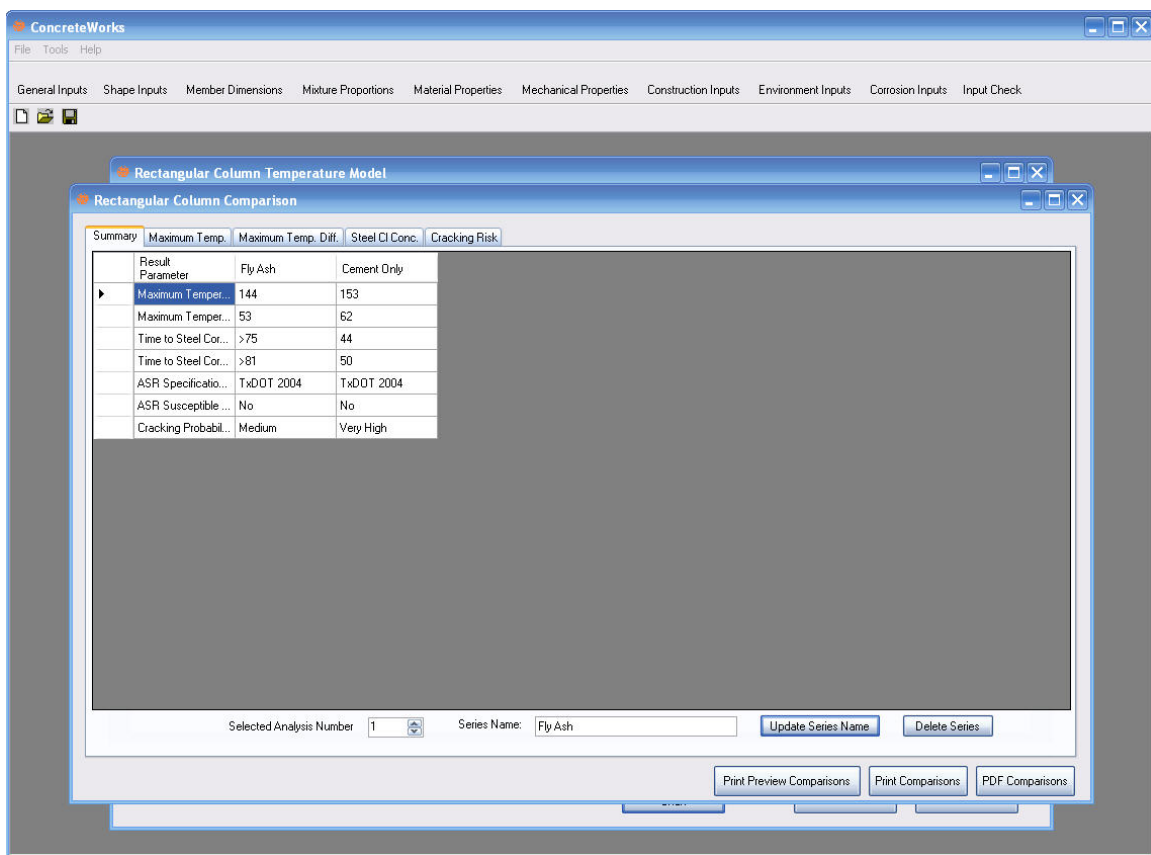 ConcreteWorks
File Tools Help
General Inputs Shape Inputs Member Dimensions Mixture Proportions Material Properties Mechanical Properties Construction Inputs Environment Inputs Corrosion Inputs Input Check
Rectangular Column Temperature Model
Rectangular Column Comparison
Summary Maximum Temp. Maximum Temp. Diff. Steel Cl Conc. Cracking Risk
Result Parameter Fly Ash Cement Only
Maximum Temper... 144 153
Maximum Temper... 53 62
Time to Steel Cor... >75 44
Time to Steel Cor... >81 50
ASR Specificatio... TxDOT 2004 TxDOT 2004
ASR Susceptible ... No No
Cracking Probabil... Medium Very High
Selected Analysis Number 1 Series Name: Fly Ash Update Series Name Delete Series
Print Preview Comparisons Print Comparisons PDF Comparisons